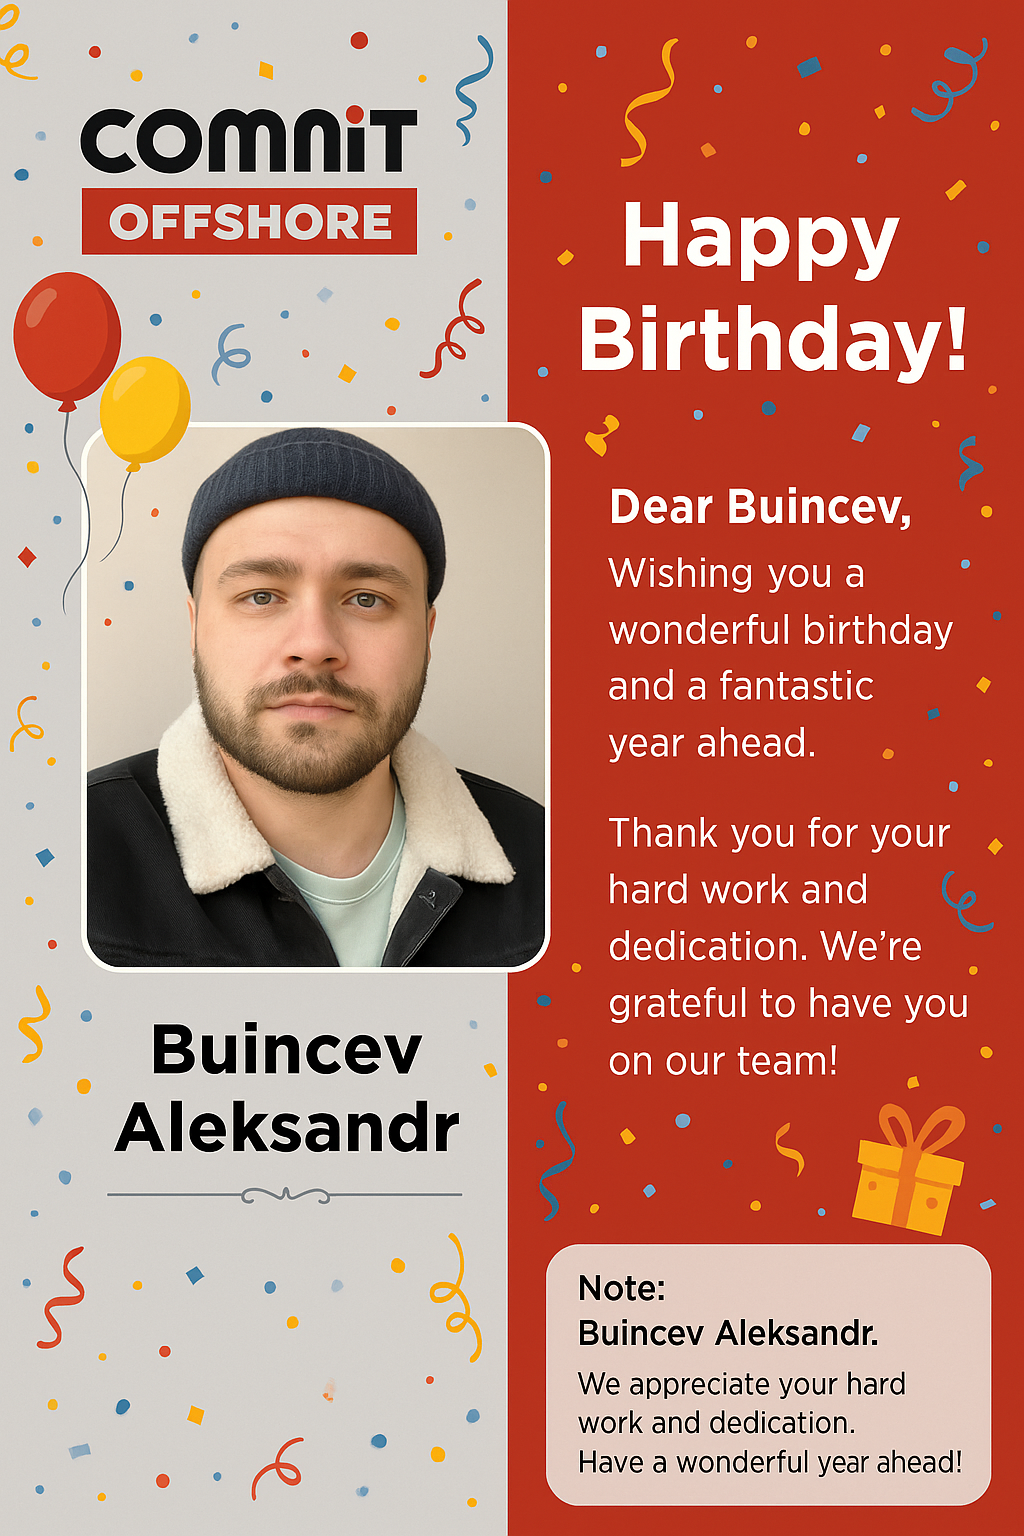 COMNiT
OFFSHORE
Buincev
Aleksandr
Happy
Birthday!
Dear Buincev,
Wishing you a
wonderful birthday
and a fantastic
year ahead.
Thank you for your
hard work and
dedication. We’re
grateful to have you
on our team!
Note:
Buincev Aleksandr.
We appreciate your hard
work and dedication.
Have a wonderful year ahead!